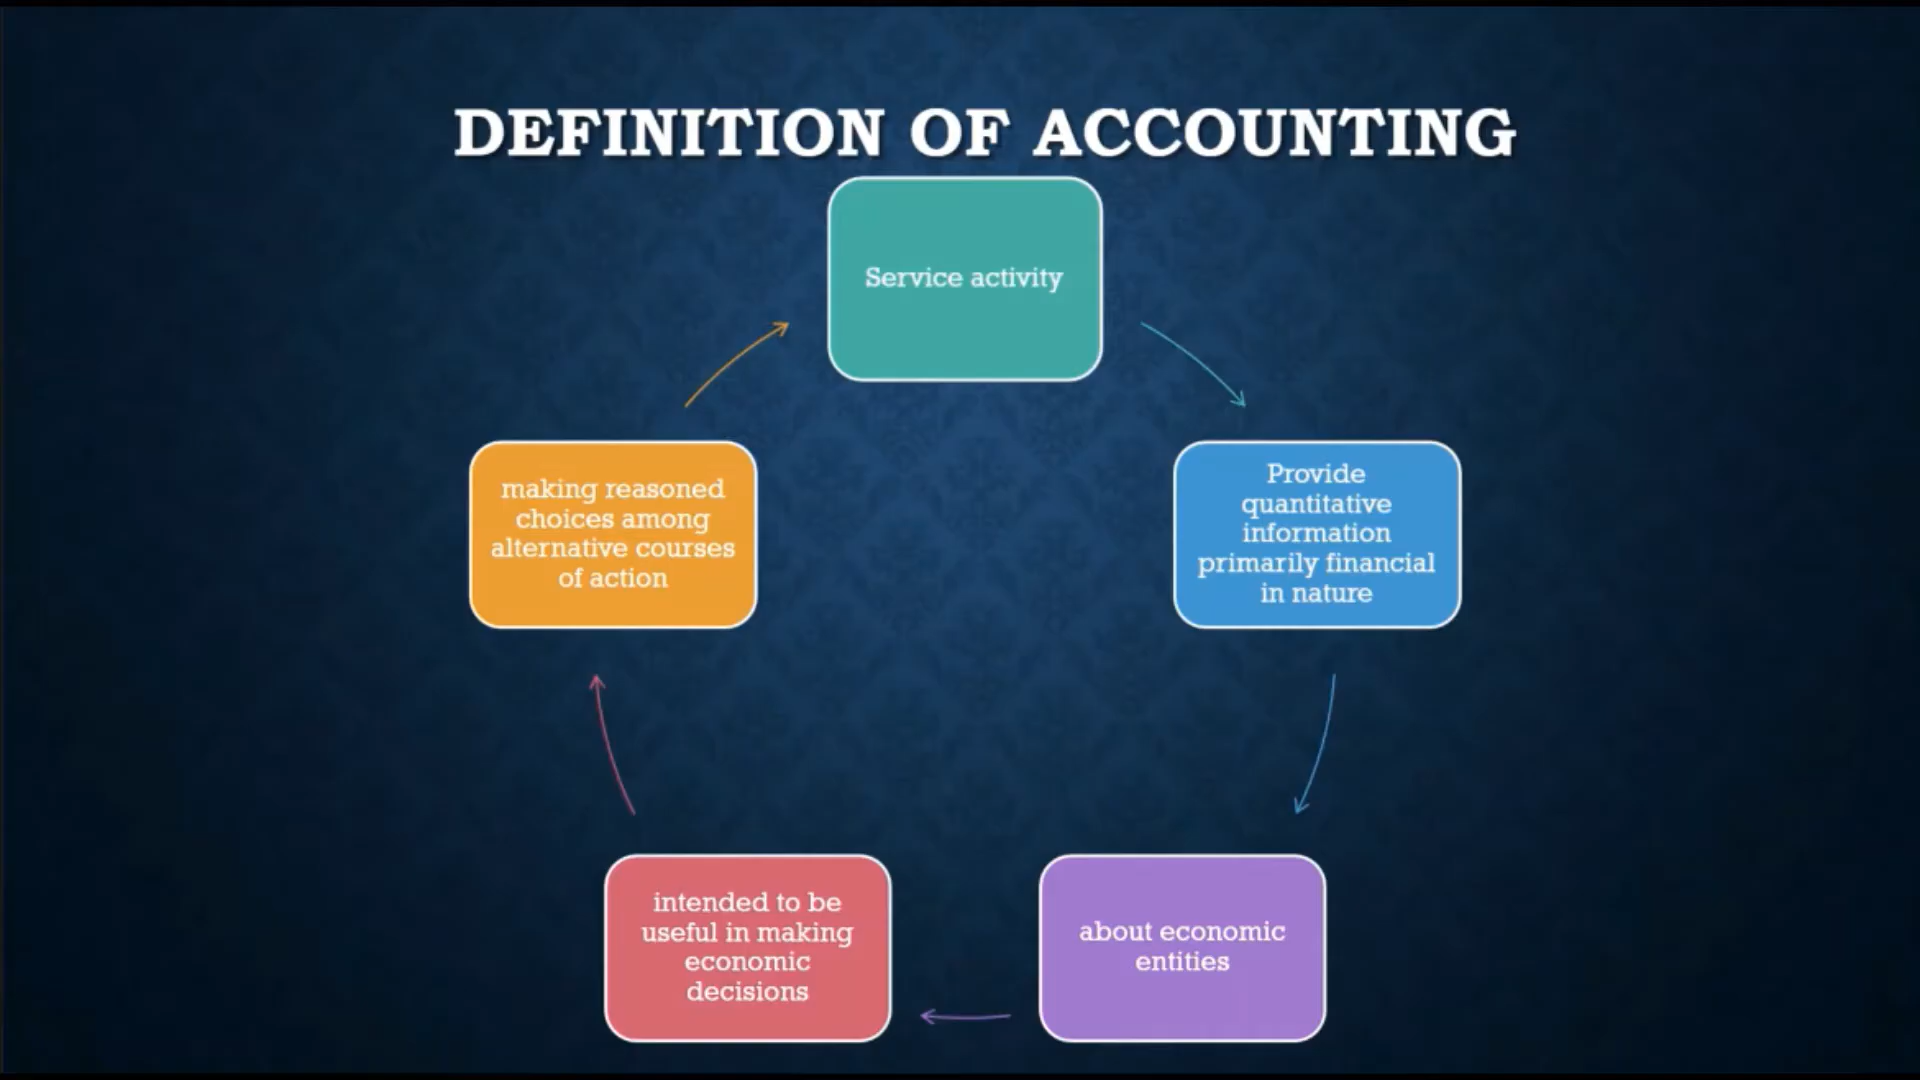 DEFINITION OF ACCOUNTING
Service activity
Provide
quantitative
information
primarily financial
in nature
about economic
entities
intended to be
useful in making
economic
decisions
making reasoned
choices among
alternative courses
of action